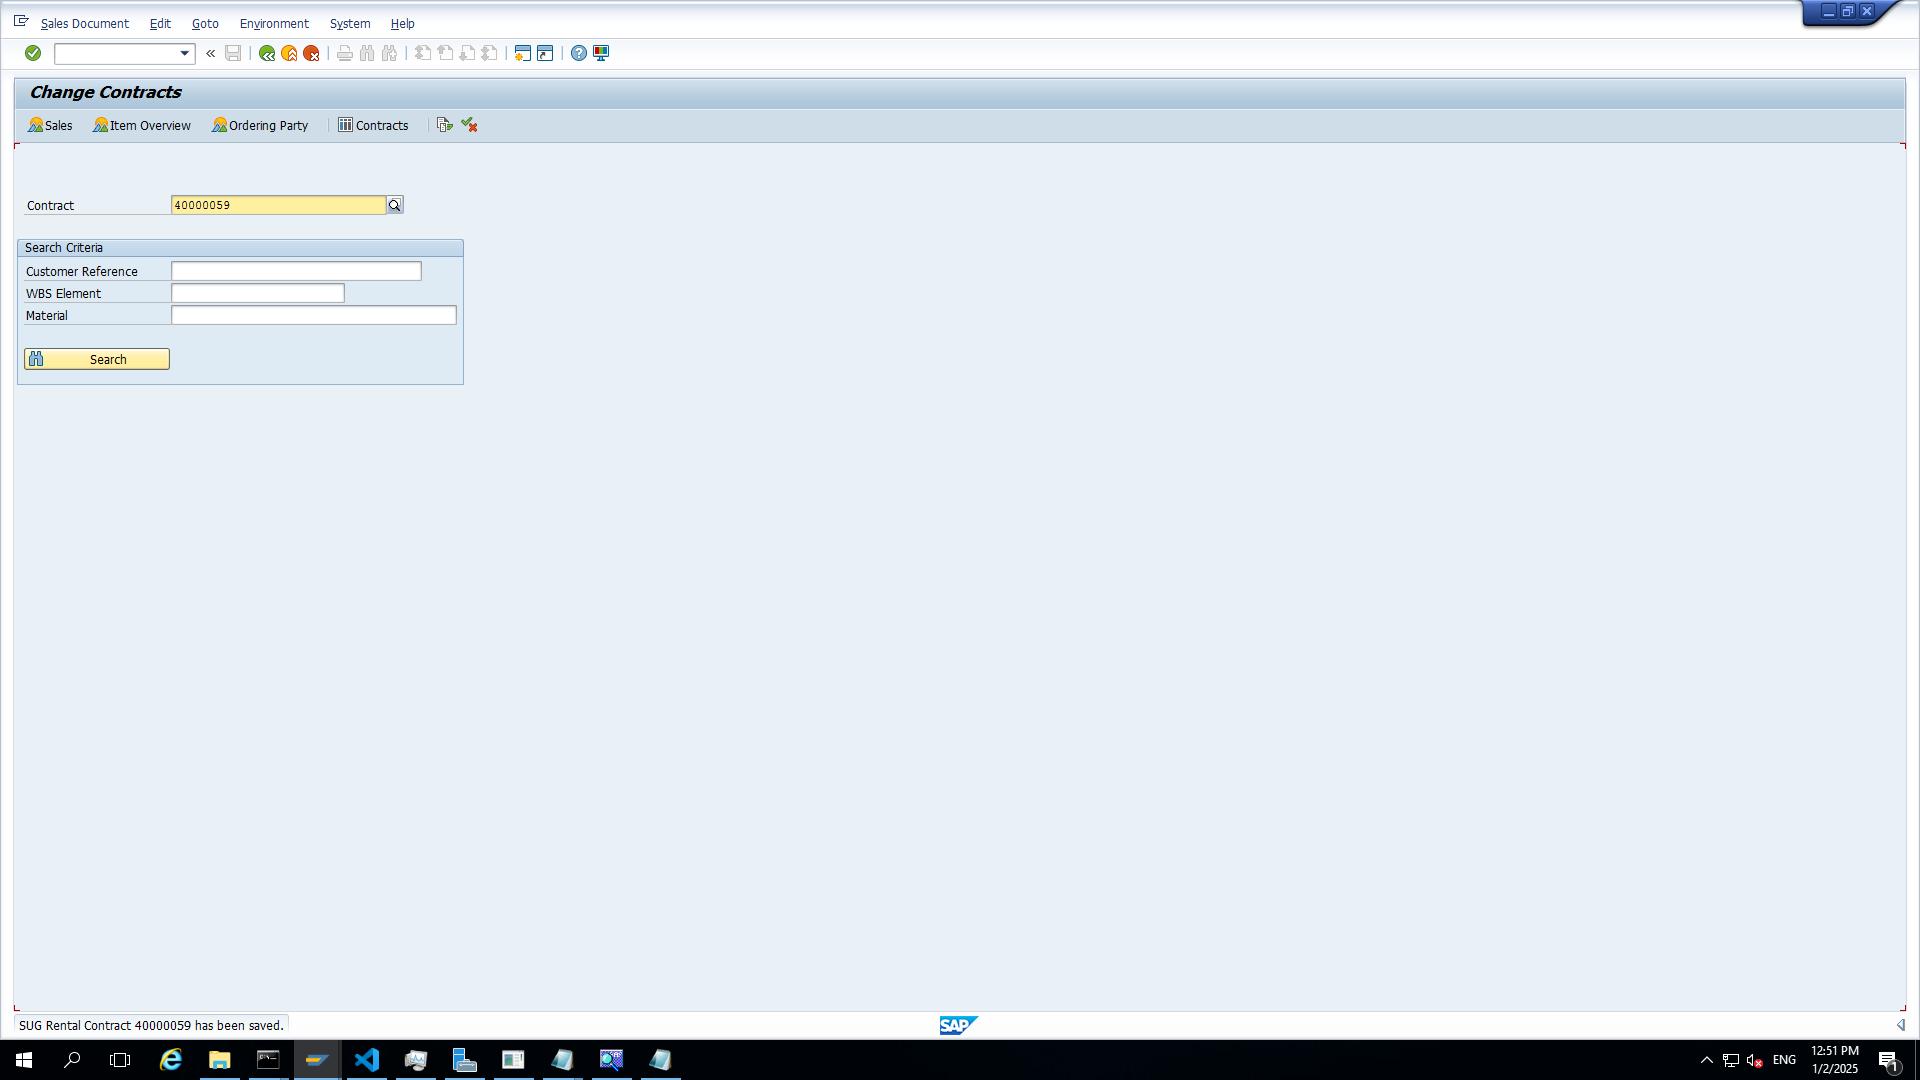 Sales Document Edit Goto Environment System Help
Change Contracts
Sales Item Overview Ordering Party Contracts
Contract 40000059
Search Criteria
Customer Reference
WBS Element
Material
Search
SUG Rental Contract 40000059 has been saved.
SAP
ENG
12:51 PM
1/2/2025
1